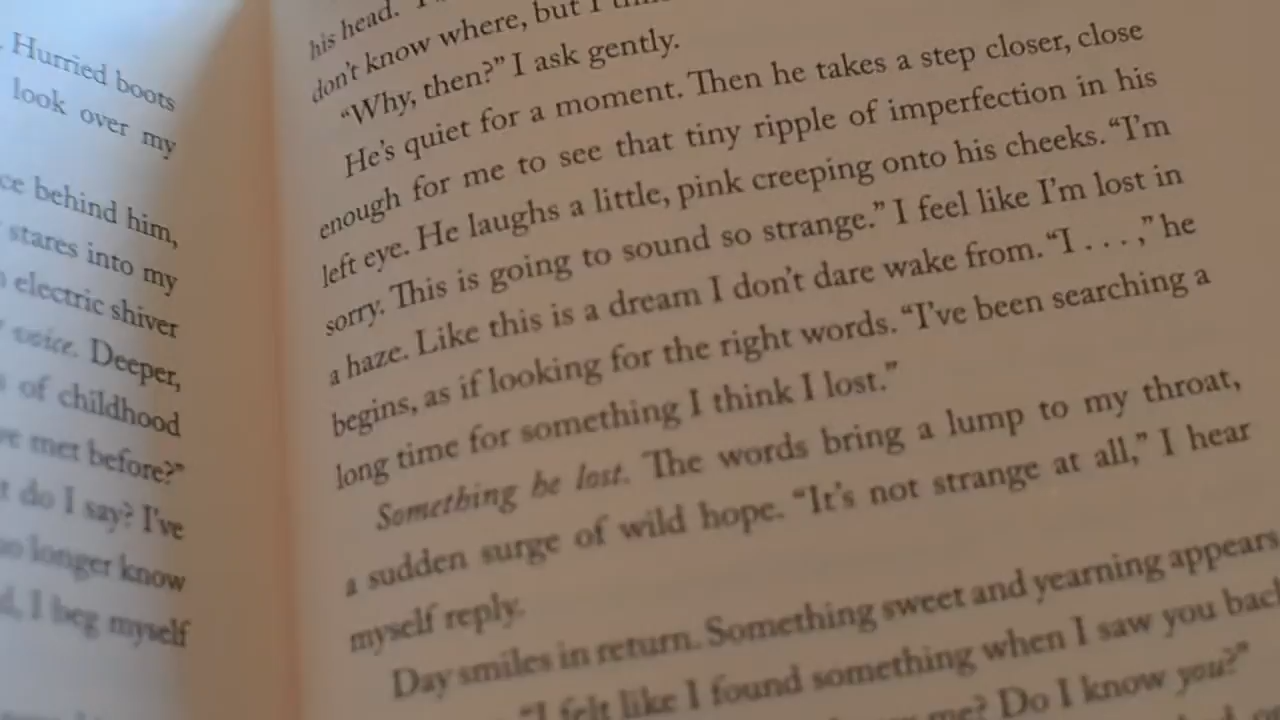 . Hurried boots
look over my
ce behind him,
stares into my
electric shiver
voice. Deeper,
of childhood
ve met before?"
t do I say? I've
no longer know
d, I beg myself
his head.
don't know where, but I
"Why, then?" I ask gently.
He's quiet for a moment. Then he takes a step closer, close
enough for me to see that tiny ripple of imperfection in his
left eye. He laughs a little, pink creeping onto his cheeks. "I'm
sorry. This is going to sound so strange." I feel like I'm lost in
a haze. Like this is a dream I don't dare wake from. "I . . . ," he
begins, as if looking for the right words. "I've been searching a
long time for something I think I lost."
Something he lost. The words bring a lump to my throat,
a sudden surge of wild hope. "It's not strange at all," I hear
myself reply.
Day smiles in return. Something sweet and yearning appears
"I felt like I found something when I saw you back
me? Do I know you?"